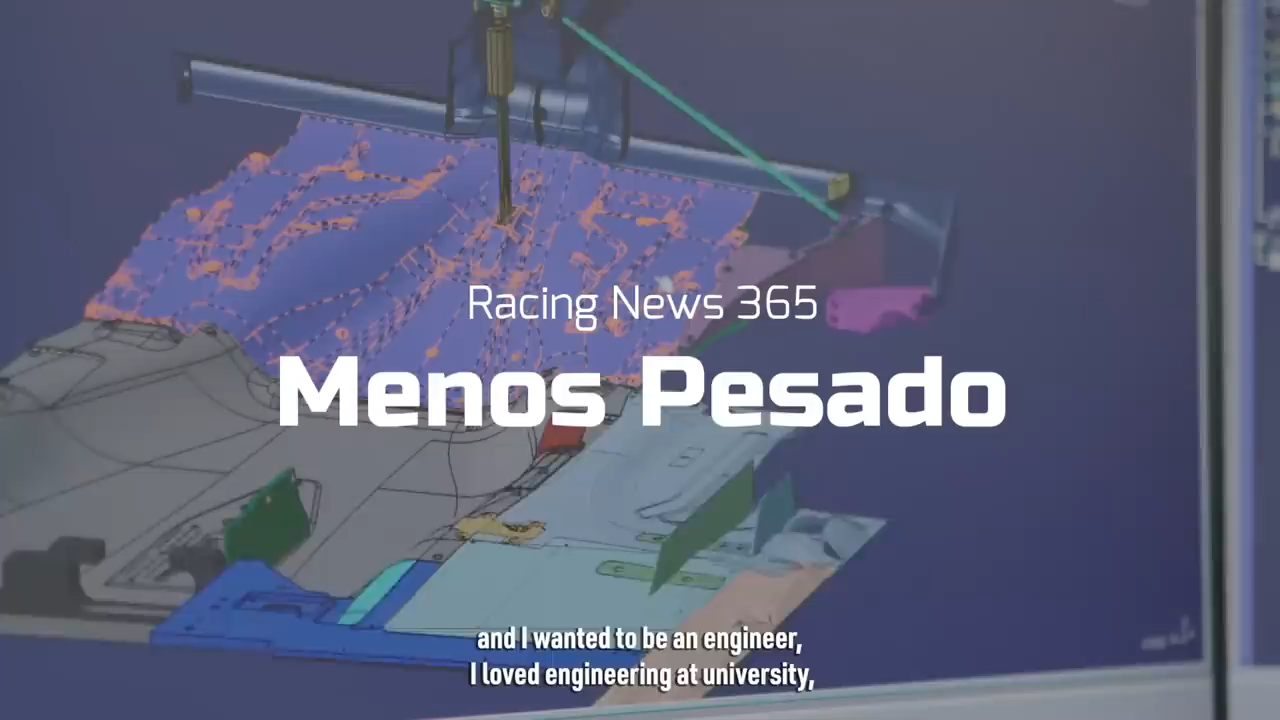 Racing News 365
Menos Pesado
and I wanted to be an engineer,
I loved engineering at university,